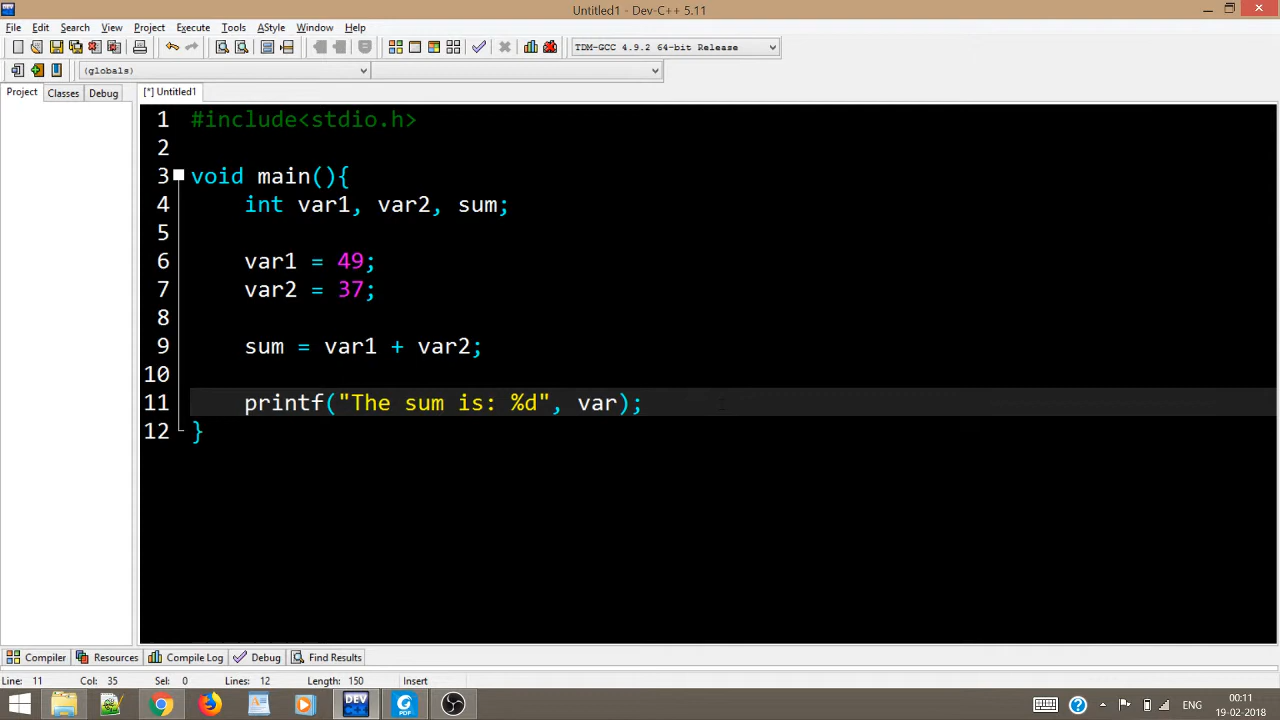 Untitled1 - Dev-C++ 5.11
File Edit Search View Project Execute Tools AStyle Window Help
TDM-GCC 4.9.2 64-bit Release
(globals)
Project Classes Debug [*] Untitled1
1 #include<stdio.h>
2
3 void main(){
4 int var1, var2, sum;
5
6 var1 = 49;
7 var2 = 37;
8
9 sum = var1 + var2;
10
11 printf("The sum is: %d", var);
12 }
Compiler Resources Compile Log Debug Find Results
Line: 11 Col: 35 Sel: 0 Lines: 12 Length: 150 Insert
DEV PDF ENG 00:11
19-02-2018